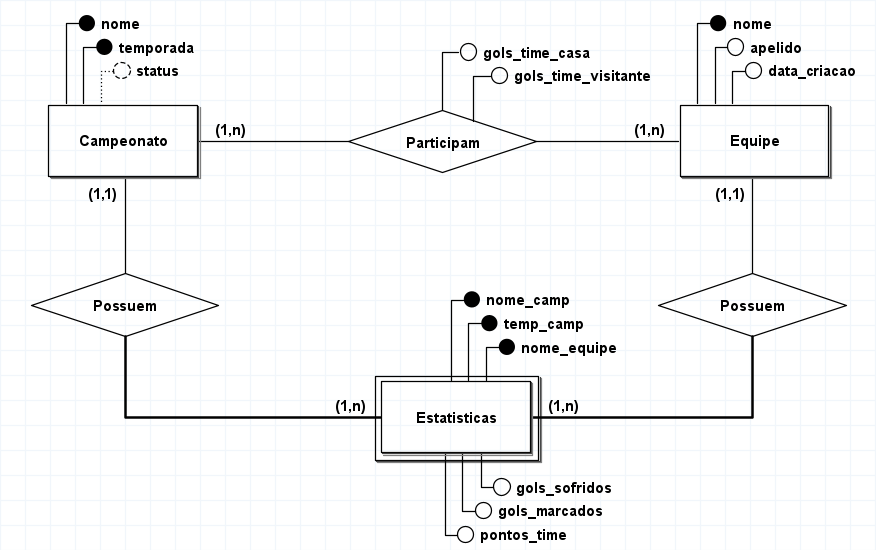 nome
temporada
status
Campeonato
(1,n)
gols_time_casa
gols_time_visitante
Participam
(1,n)
nome
apelido
data_criacao
Equipe
(1,1)
(1,1)
Possuem
Possuem
nome_camp
temp_camp
nome_equipe
(1,n)
Estatisticas
(1,n)
gols_sofridos
gols_marcados
pontos_time